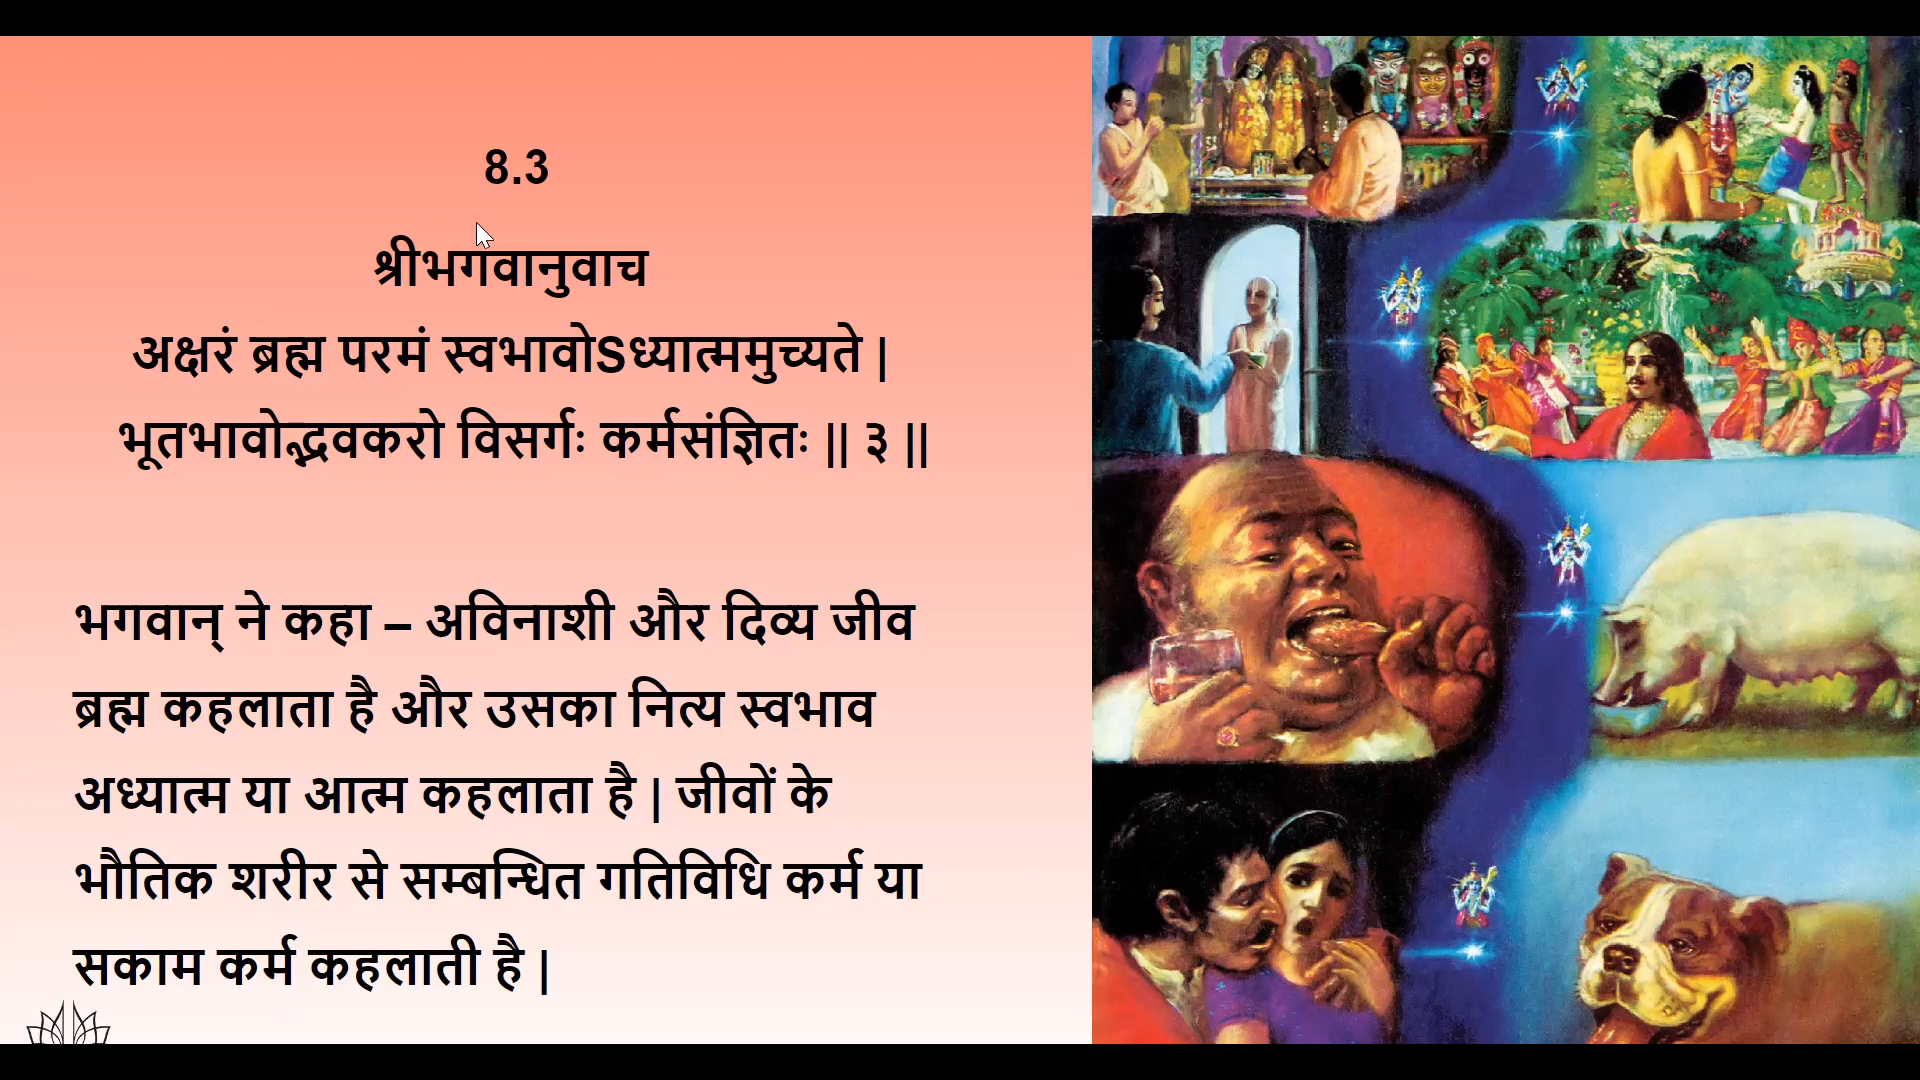 8.3
श्रीभगवानुवाच
अक्षरं ब्रह्म परमं स्वभावोSध्यात्ममुच्यते |
भूतभावोद्भवकरो विसर्गः कर्मसंज्ञितः || ३ ||
भगवान् ने कहा – अविनाशी और दिव्य जीव
ब्रह्म कहलाता है और उसका नित्य स्वभाव
अध्यात्म या आत्म कहलाता है | जीवों के
भौतिक शरीर से सम्बन्धित गतिविधि कर्म या
सकाम कर्म कहलाती है |